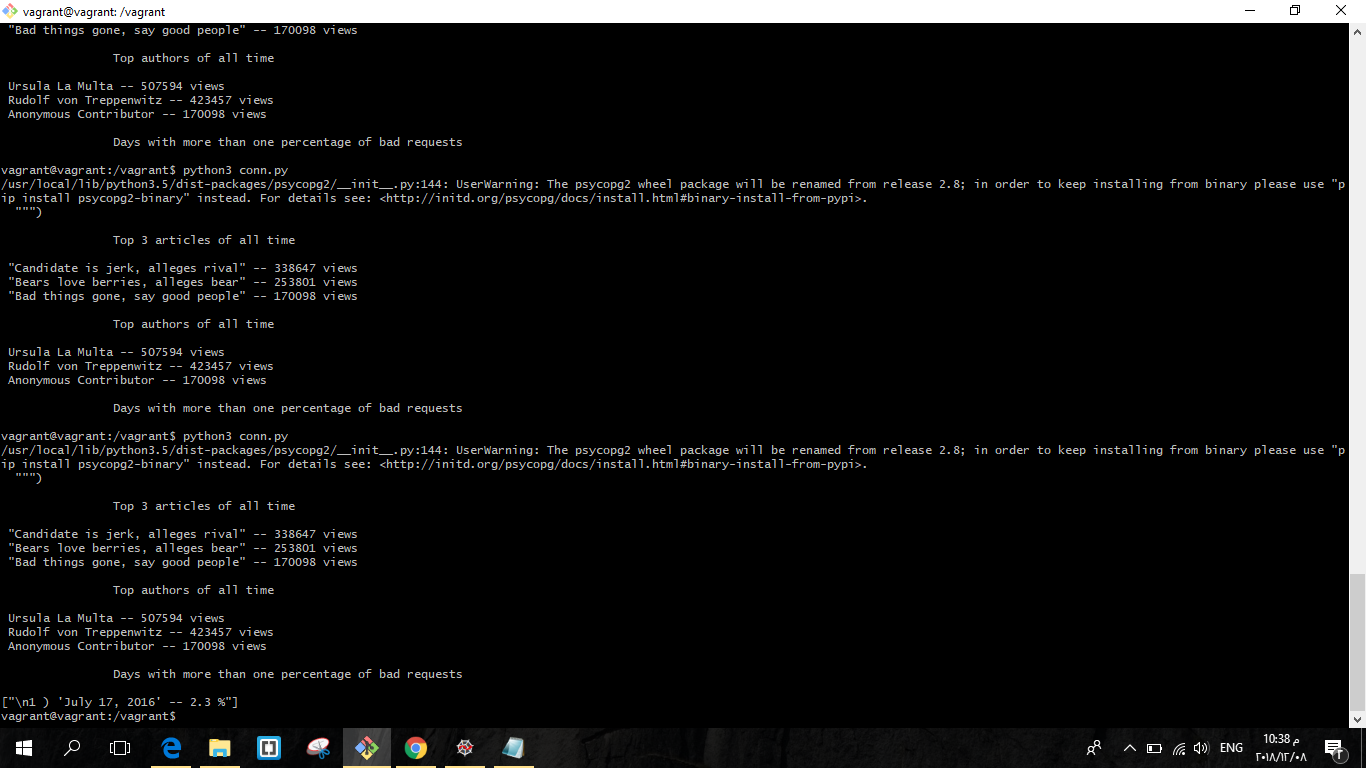 vagrant@vagrant: /vagrant
"Bad things gone, say good people" -- 170098 views
Top authors of all time
Ursula La Multa -- 507594 views
Rudolf von Treppenwitz -- 423457 views
Anonymous Contributor -- 170098 views
Days with more than one percentage of bad requests
vagrant@vagrant:/vagrant$ python3 conn.py
/usr/local/lib/python3.5/dist-packages/psycopg2/__init__.py:144: UserWarning: The psycopg2 wheel package will be renamed from release 2.8; in order to keep installing from binary please use "p
ip install psycopg2-binary" instead. For details see: <http://initd.org/psycopg/docs/install.html#binary-install-from-pypi>.
""")
Top 3 articles of all time
"Candidate is jerk, alleges rival" -- 338647 views
"Bears love berries, alleges bear" -- 253801 views
"Bad things gone, say good people" -- 170098 views
Top authors of all time
Ursula La Multa -- 507594 views
Rudolf von Treppenwitz -- 423457 views
Anonymous Contributor -- 170098 views
Days with more than one percentage of bad requests
vagrant@vagrant:/vagrant$ python3 conn.py
/usr/local/lib/python3.5/dist-packages/psycopg2/__init__.py:144: UserWarning: The psycopg2 wheel package will be renamed from release 2.8; in order to keep installing from binary please use "p
ip install psycopg2-binary" instead. For details see: <http://initd.org/psycopg/docs/install.html#binary-install-from-pypi>.
""")
Top 3 articles of all time
"Candidate is jerk, alleges rival" -- 338647 views
"Bears love berries, alleges bear" -- 253801 views
"Bad things gone, say good people" -- 170098 views
Top authors of all time
Ursula La Multa -- 507594 views
Rudolf von Treppenwitz -- 423457 views
Anonymous Contributor -- 170098 views
Days with more than one percentage of bad requests
["\n1 ) 'July 17, 2016' -- 2.3 %"]
vagrant@vagrant:/vagrant$
ENG
10:38 م
٢٠١٨/١٢/٠٨
٢